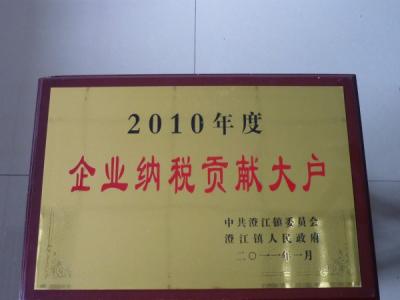 2010年度
企业纳税贡献大户
中共澄江镇委员会
澄江镇人民政府
二〇一一年一月